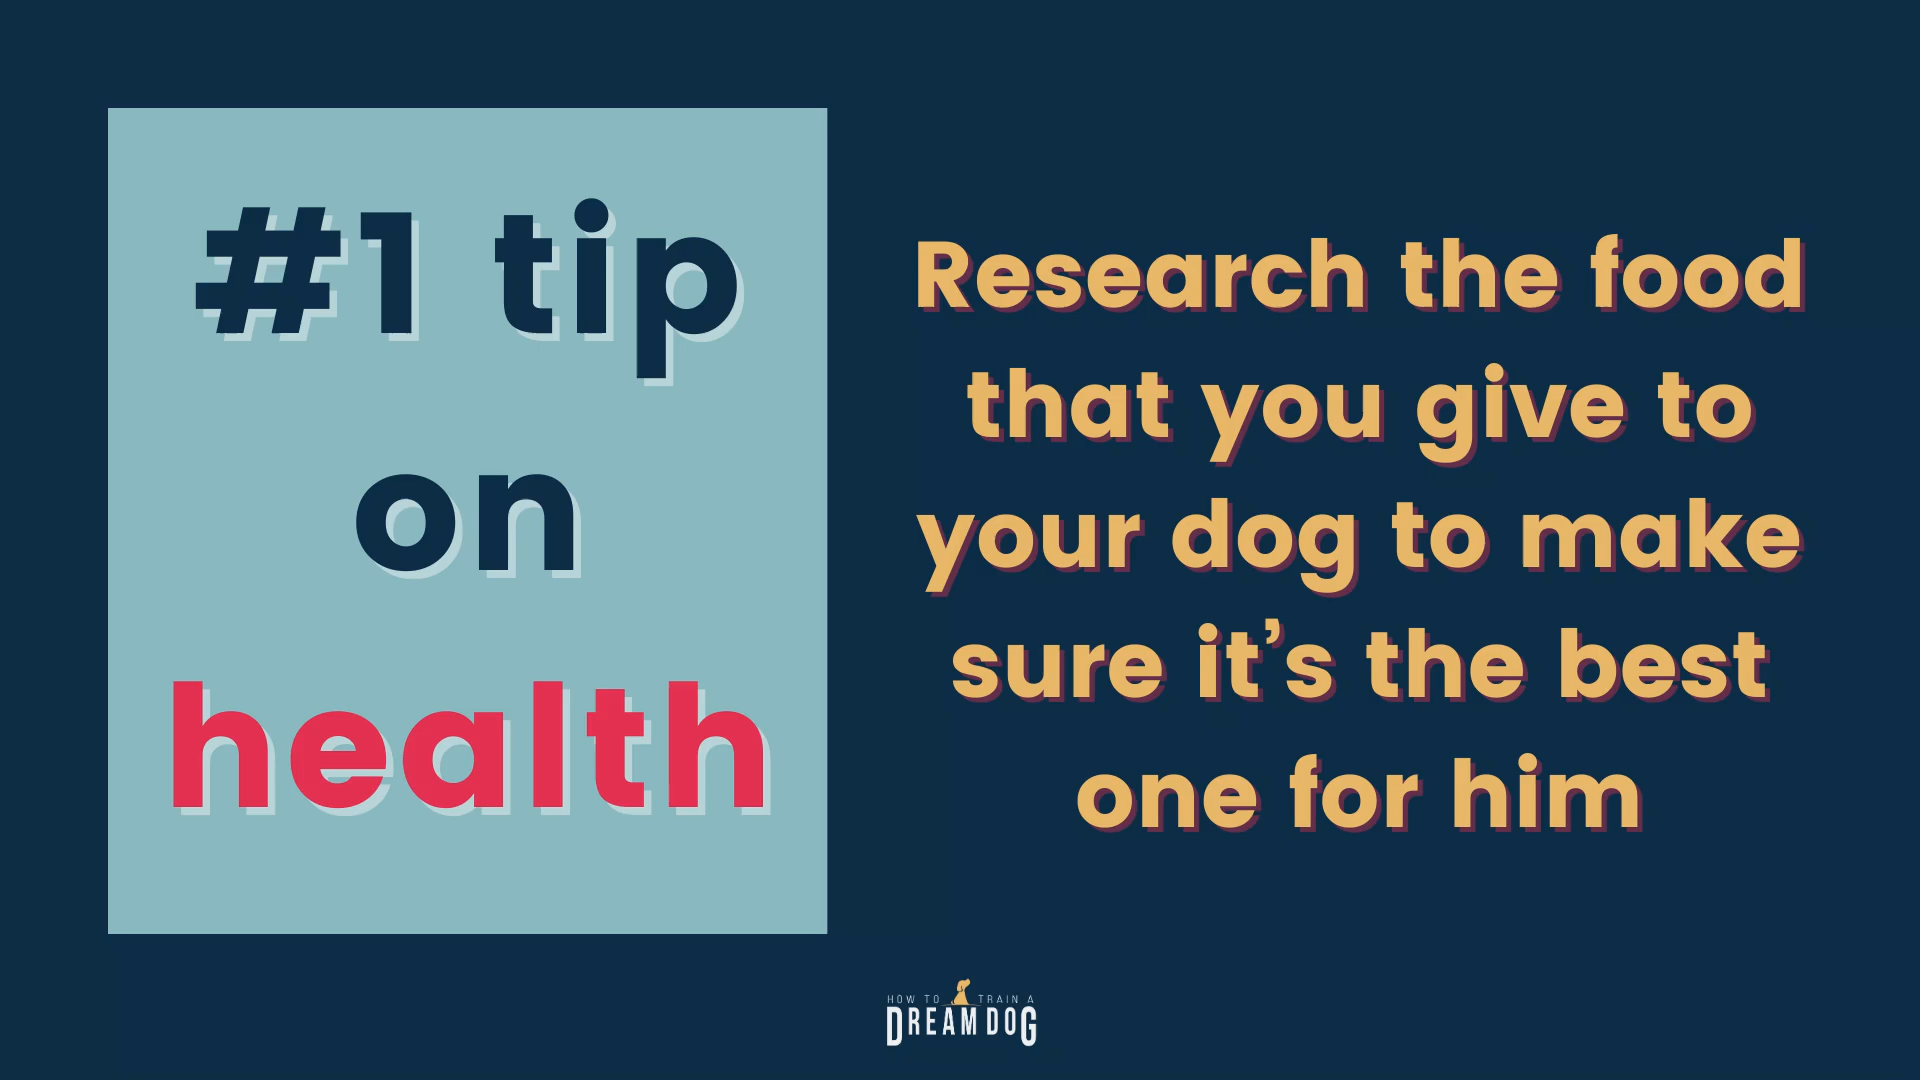 #1 tip
on
health
Research the food
that you give to
your dog to make
sure it’s the best
one for him
HOW TO TRAIN A
DREAM DOG